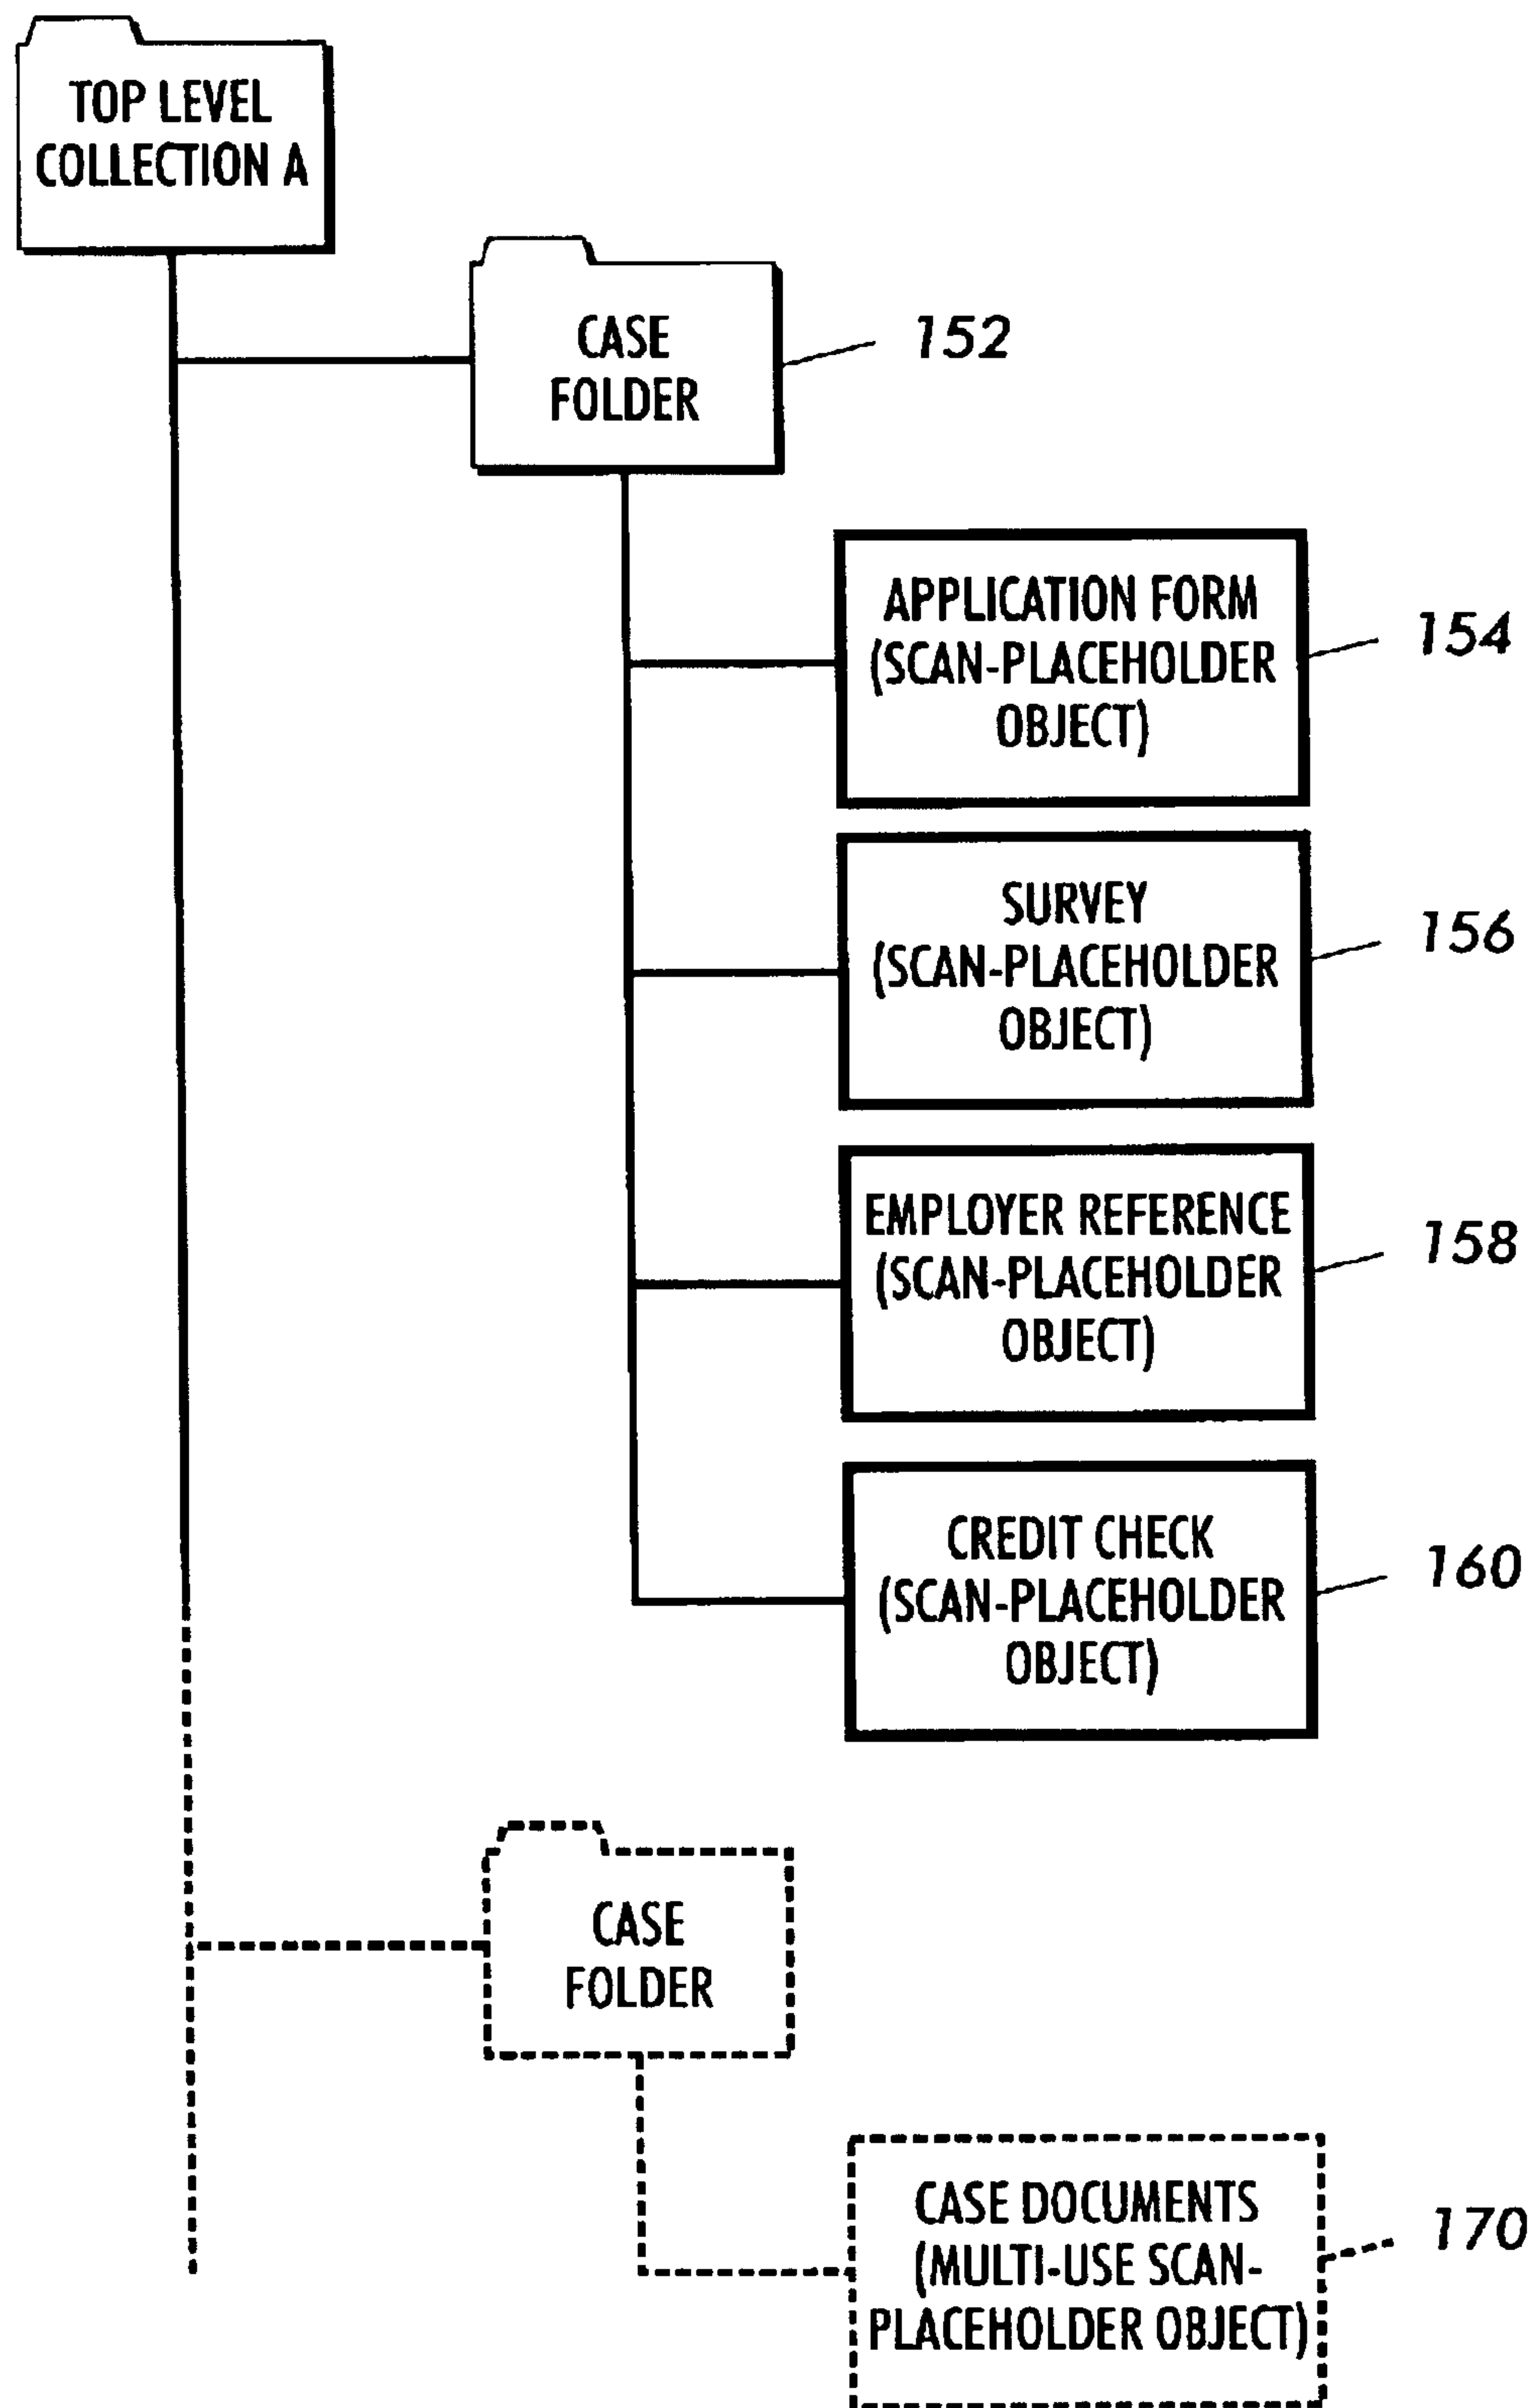 TOP LEVEL
COLLECTION A
CASE
FOLDER
152
APPLICATION FORM
(SCAN-PLACEHOLDER
OBJECT)
154
SURVEY
(SCAN-PLACEHOLDER
OBJECT)
156
EMPLOYER REFERENCE
(SCAN-PLACEHOLDER
OBJECT)
158
CREDIT CHECK
(SCAN-PLACEHOLDER
OBJECT)
160
CASE
FOLDER
CASE DOCUMENTS
(MULTI-USE SCAN-
PLACEHOLDER OBJECT)
170